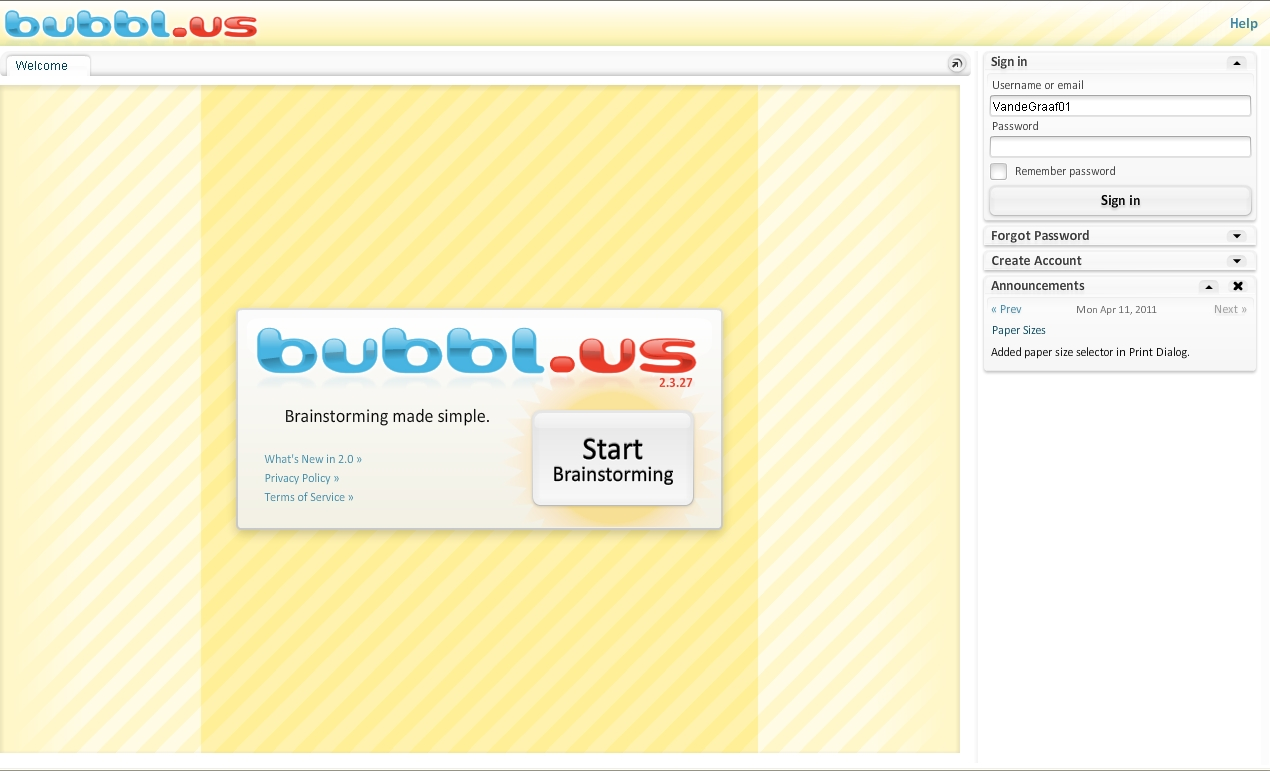 bubbl.us
Help
Welcome
Sign in
Username or email
VandeGraaf01
Password
Remember password
Sign in
Forgot Password
Create Account
Announcements
« Prev Mon Apr 11, 2011 Next »
Paper Sizes
Added paper size selector in Print Dialog.
bubbl.us
2.3.27
Brainstorming made simple.
What's New in 2.0 »
Privacy Policy »
Terms of Service »
Start
Brainstorming